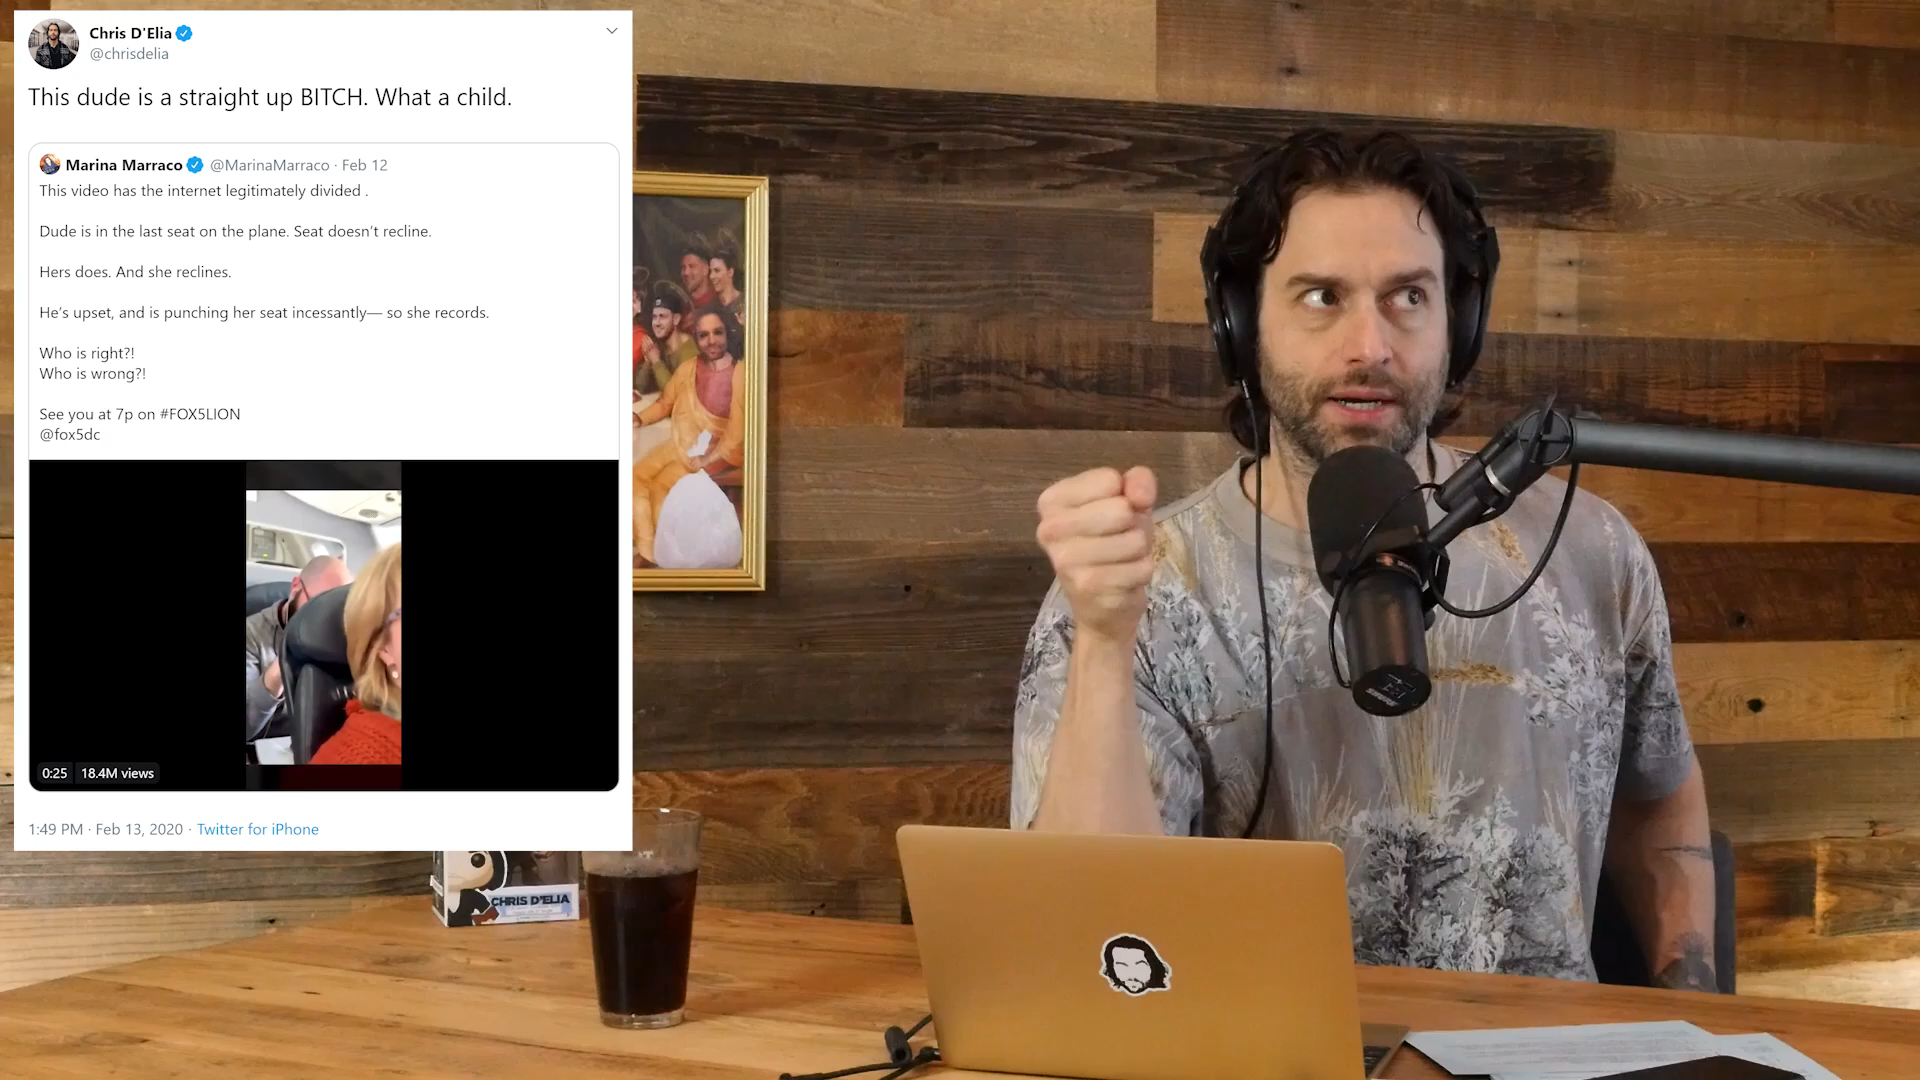 Chris D'Elia
@chrisdelia
This dude is a straight up BITCH. What a child.
Marina Marraco @MarinaMarraco · Feb 12
This video has the internet legitimately divided .
Dude is in the last seat on the plane. Seat doesn't recline.
Hers does. And she reclines.
He's upset, and is punching her seat incessantly— so she records.
Who is right?!
Who is wrong?!
See you at 7p on #FOX5LION
@fox5dc
0:25 18.4M views
1:49 PM · Feb 13, 2020 · Twitter for iPhone
CHRIS D'ELIA